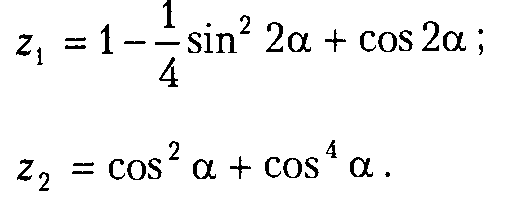 z₁ = 1 − 1/4 sin² 2α + cos 2α ;
z₂ = cos² α + cos⁴ α .